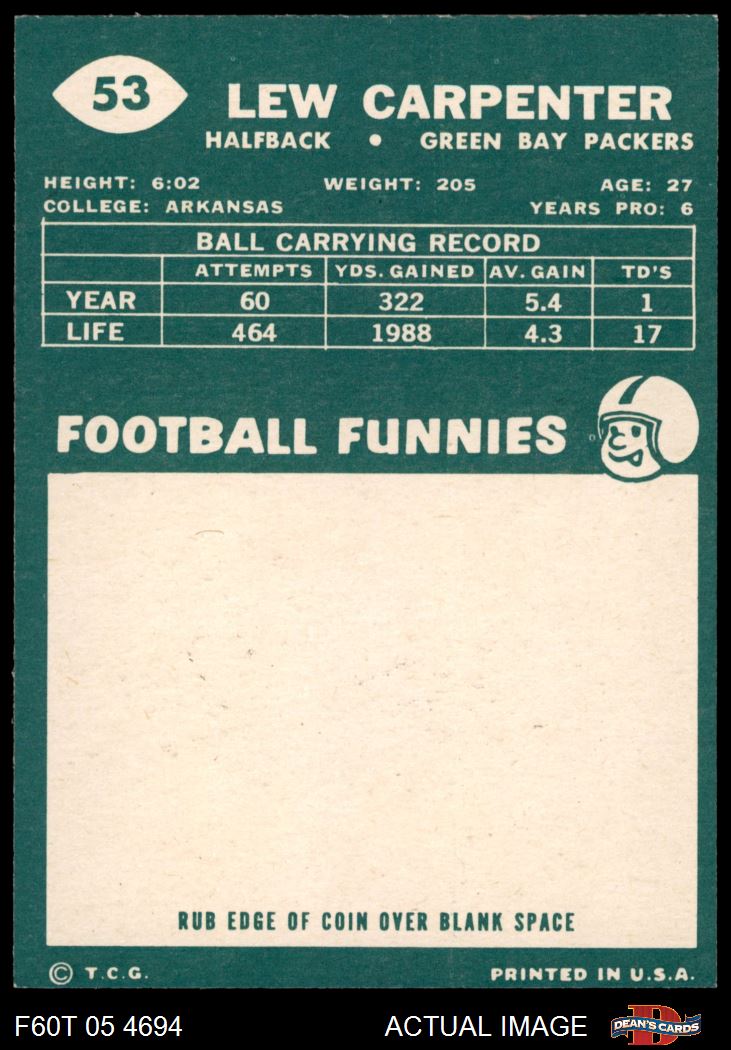 53
LEW CARPENTER
HALFBACK • GREEN BAY PACKERS
HEIGHT: 6:02 WEIGHT: 205 AGE: 27
COLLEGE: ARKANSAS YEARS PRO: 6
BALL CARRYING RECORD
ATTEMPTS YDS. GAINED AV. GAIN TD'S
YEAR 60 322 5.4 1
LIFE 464 1988 4.3 17
FOOTBALL FUNNIES
RUB EDGE OF COIN OVER BLANK SPACE
© T.C.G. PRINTED IN U.S.A.
F60T 05 4694 ACTUAL IMAGE D DEAN'S CARDS